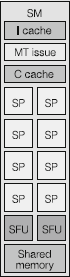 SM
I cache
MT issue
C cache
SP SP
SP SP
SP SP
SP SP
SFU SFU
Shared
memory